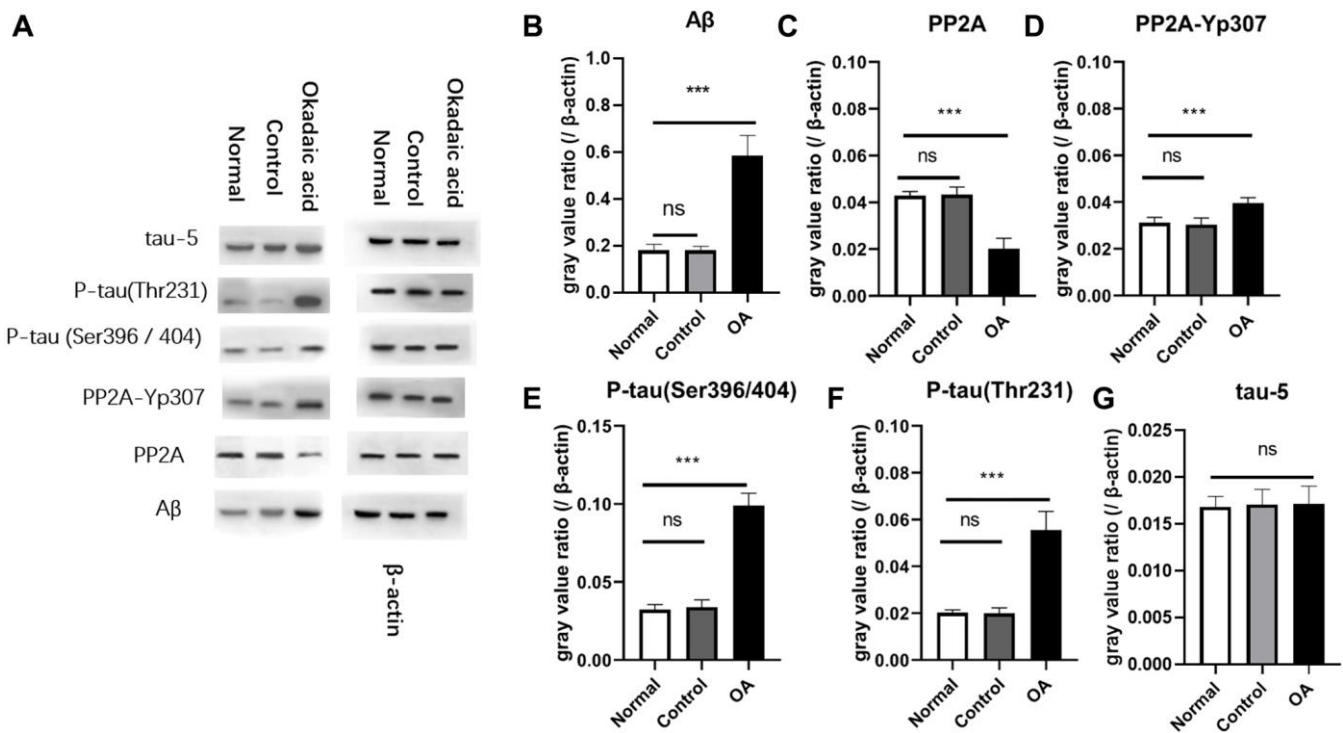 A
Normal
Control
Okadaic acid
Normal
Control
Okadaic acid
tau-5
P-tau(Thr231)
P-tau (Ser396 / 404)
PP2A-Yp307
PP2A
Aβ
β-actin
B
Aβ
gray value ratio (/ β-actin)
1.0
0.8
0.6
0.4
0.2
0.0
***
ns
Normal
Control
OA
C
PP2A
gray value ratio (/ β-actin)
0.10
0.08
0.06
0.04
0.02
0.00
***
ns
Normal
Control
OA
D
PP2A-Yp307
gray value ratio (/ β-actin)
0.10
0.08
0.06
0.04
0.02
0.00
***
ns
Normal
Control
OA
E
P-tau(Ser396/404)
gray value ratio (/ β-actin)
0.15
0.10
0.05
0.00
***
ns
Normal
Control
OA
F
P-tau(Thr231)
gray value ratio (/ β-actin)
0.10
0.08
0.06
0.04
0.02
0.00
***
ns
Normal
Control
OA
G
tau-5
gray value ratio (/ β-actin)
0.025
0.020
0.015
0.010
0.005
0.000
ns
Normal
Control
OA